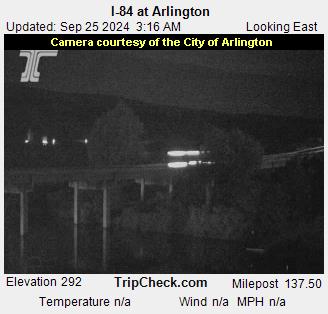 I-84 at Arlington
Updated: Sep 25 2024 3:16 AM Looking East
Camera courtesy of the City of Arlington
Elevation 292 TripCheck.com Milepost 137.50
Temperature n/a Wind n/a MPH n/a